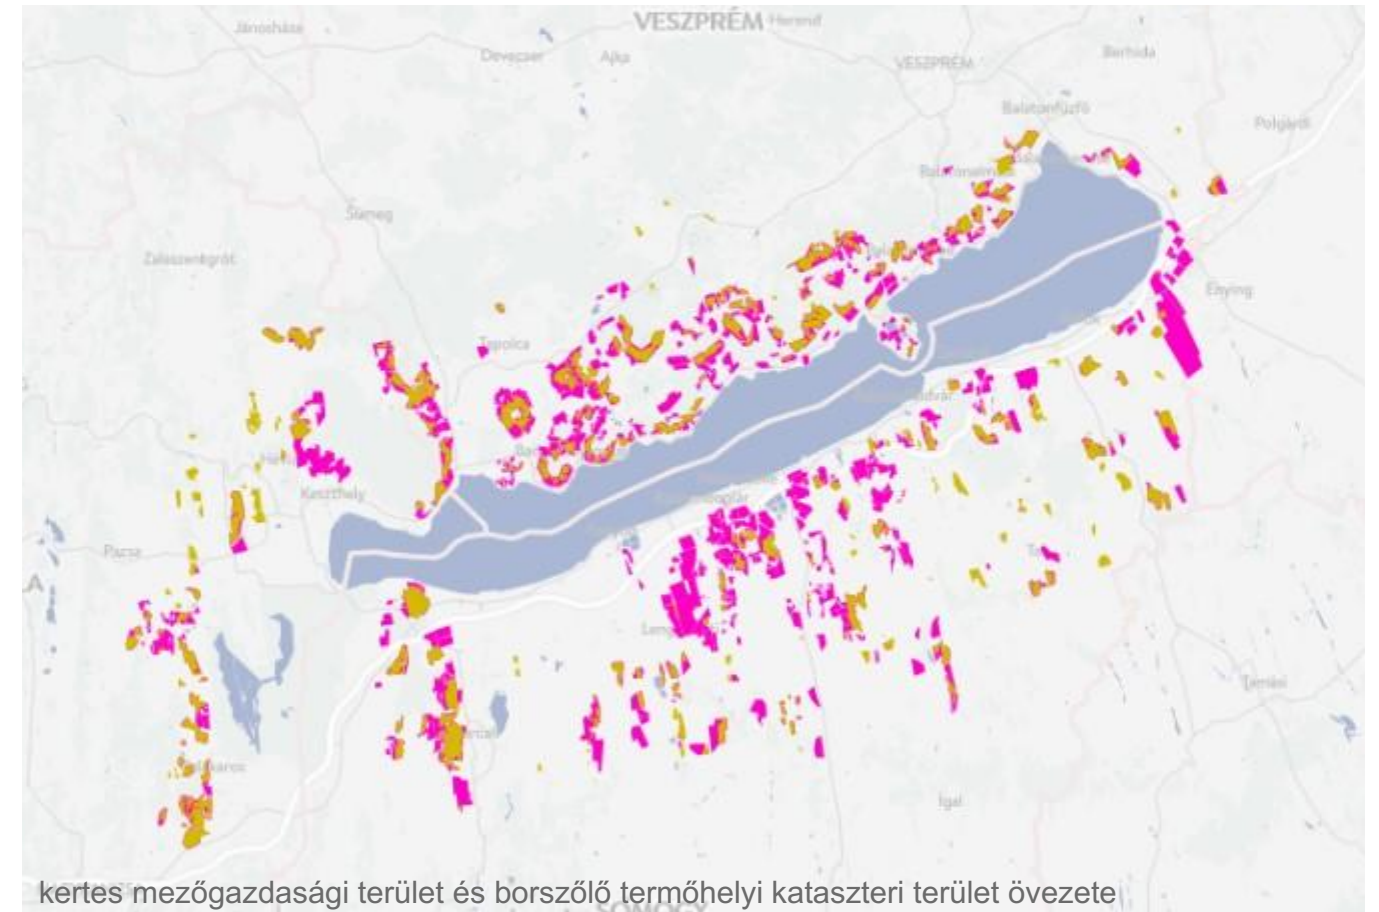 VESZPRÉM
Herend
Jánosháza
Devecser
Ajka
VESZPRÉM
Berhida
Balatonfűzfő
Polgárdi
Sümeg
Zalaszentgrót
Enying
Tapolca
Keszthely
Pacsa
A
Tamási
Igal
kertes mezőgazdasági terület és borszőlő termőhelyi kataszteri terület övezete
SOMOGY